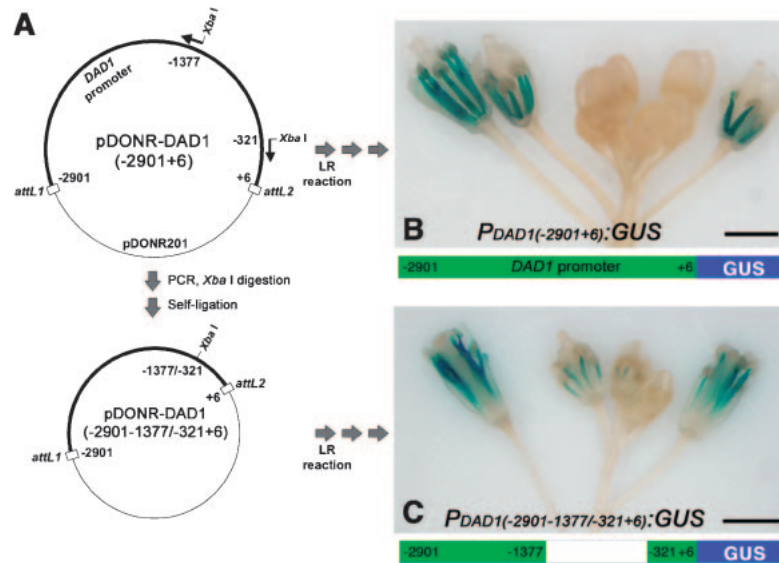 A
Xba I
-1377
DAD1
promoter
pDONR-DAD1
(-2901+6)
-321
Xba I
-2901
+6
attL1
attL2
pDONR201
LR
reaction
PCR, Xba I digestion
Self-ligation
Xba I
-1377/-321
attL2
+6
pDONR-DAD1
(-2901-1377/-321+6)
attL1
-2901
LR
reaction
B
PDAD1(-2901+6):GUS
-2901 DAD1 promoter +6 GUS
C
PDAD1(-2901-1377/-321+6):GUS
-2901 -1377 -321 +6 GUS